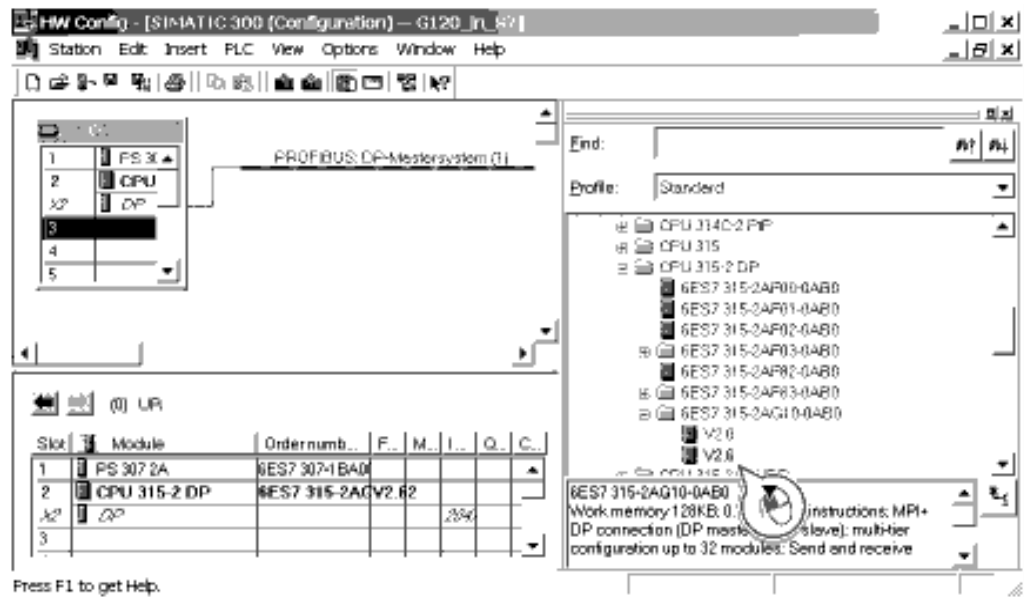 HW Config - [SIMATIC 300 (Configuration) — G120_in_S7]
Station Edit Insert PLC View Options Window Help
1 PS 3
2 CPU
X2 DP
3
4
5
PROFIBUS: DP-Mastersystem (1)
Find:
Profile: Standard
CPU 314C-2 PtP
CPU 315
CPU 315-2 DP
6ES7 315-2AF00-0AB0
6ES7 315-2AF01-0AB0
6ES7 315-2AF02-0AB0
6ES7 315-2AF03-0AB0
6ES7 315-2AF82-0AB0
6ES7 315-2AF83-0AB0
6ES7 315-2AG10-0AB0
V2.0
V2.6
6ES7 315-2AG10-0AB0
Work memory 128KB; 0. instructions; MPI+
DP connection (DP maste slave); multi-tier
configuration up to 32 modules; Send and receive
(0) UR
Slot Module Order numb... F... M... I... Q... C...
1 PS 307 2A 6ES7 307-1BA0
2 CPU 315-2 DP 6ES7 315-2AG V2.6 2
X2 DP
3
Press F1 to get Help.